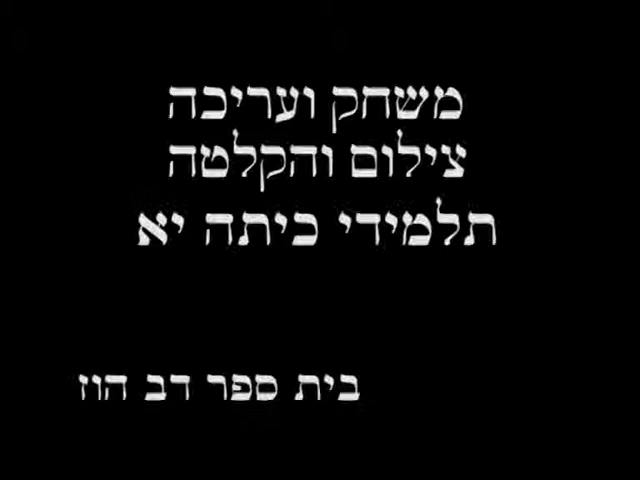 משחק ועריכה
צילום והקלטה
תלמידי כיתה יא
בית ספר דב הוז